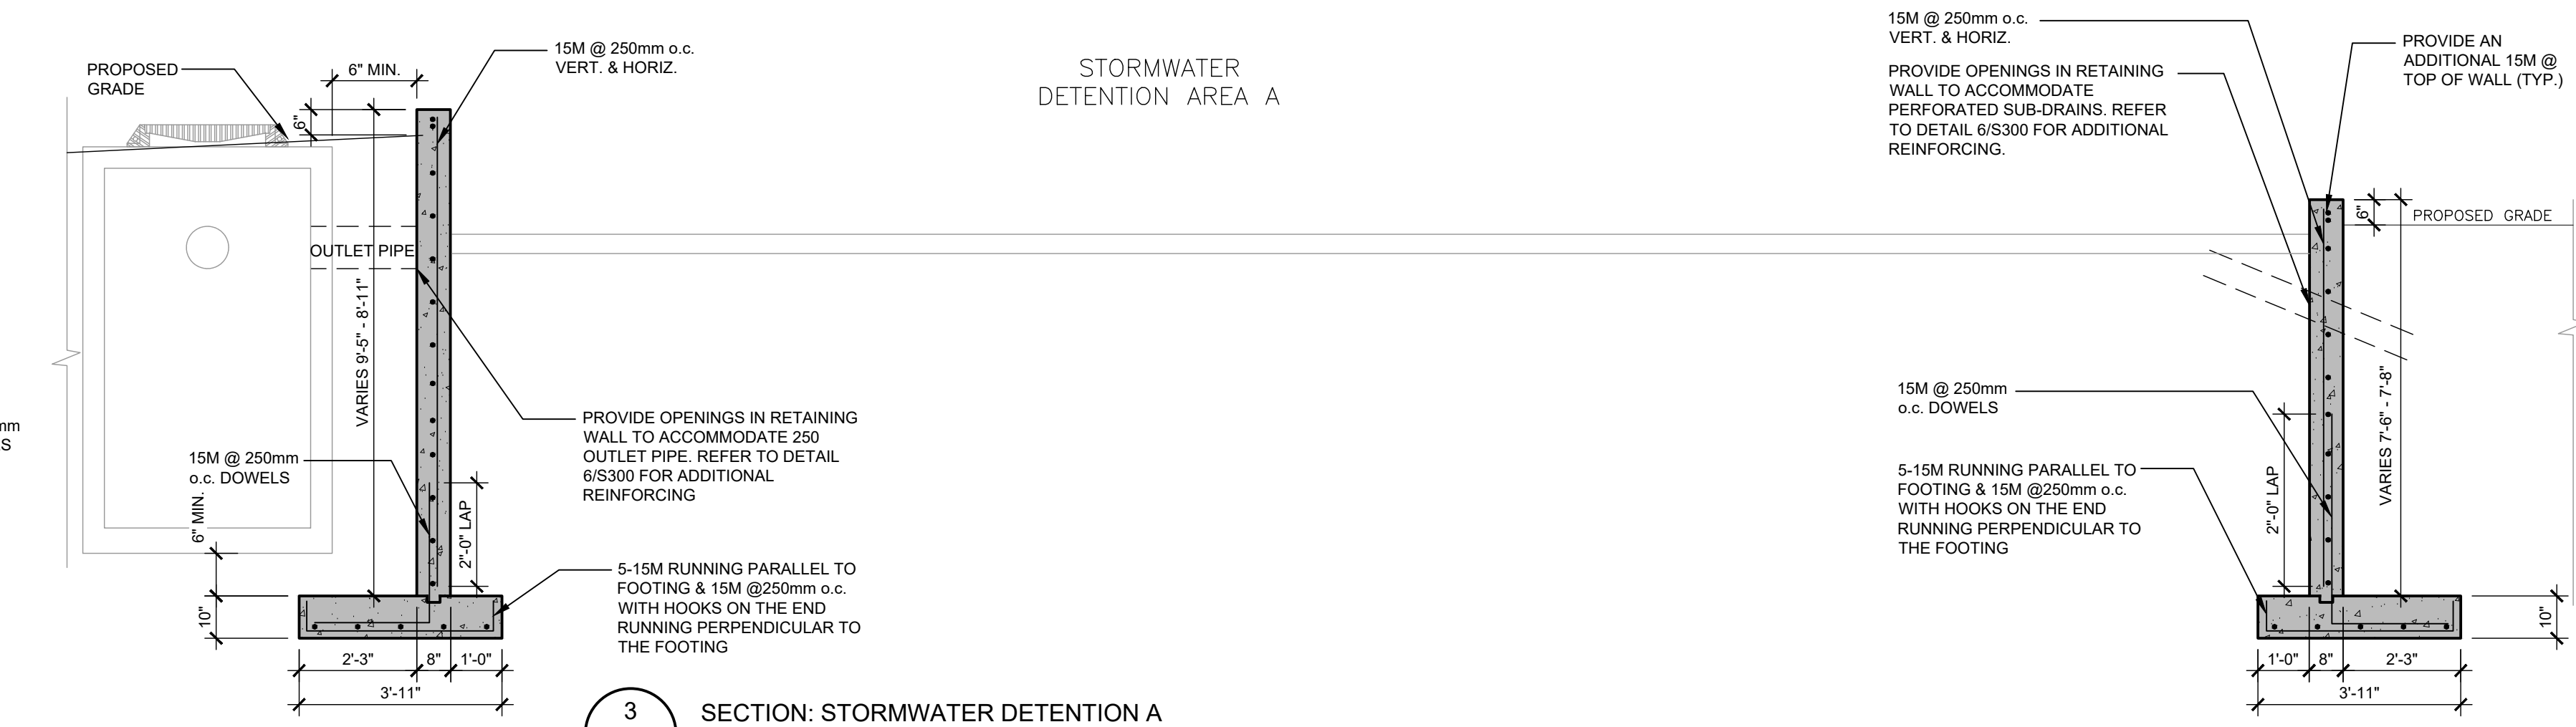 PROPOSED
GRADE
6" MIN.
6"
15M @ 250mm o.c.
VERT. & HORIZ.
OUTLET PIPE
VARIES 9'-5" - 8'-11"
15M @ 250mm
o.c. DOWELS
6" MIN.
10"
2"-0" LAP
PROVIDE OPENINGS IN RETAINING
WALL TO ACCOMMODATE 250
OUTLET PIPE. REFER TO DETAIL
6/S300 FOR ADDITIONAL
REINFORCING
5-15M RUNNING PARALLEL TO
FOOTING & 15M @250mm o.c.
WITH HOOKS ON THE END
RUNNING PERPENDICULAR TO
THE FOOTING
2'-3"
8"
1'-0"
3'-11"
STORMWATER
DETENTION AREA A
15M @ 250mm o.c.
VERT. & HORIZ.
PROVIDE OPENINGS IN RETAINING
WALL TO ACCOMMODATE
PERFORATED SUB-DRAINS. REFER
TO DETAIL 6/S300 FOR ADDITIONAL
REINFORCING.
PROVIDE AN
ADDITIONAL 15M @
TOP OF WALL (TYP.)
6"
PROPOSED GRADE
15M @ 250mm
o.c. DOWELS
VARIES 7'-6" - 7'-8"
2"-0" LAP
5-15M RUNNING PARALLEL TO
FOOTING & 15M @250mm o.c.
WITH HOOKS ON THE END
RUNNING PERPENDICULAR TO
THE FOOTING
10"
1'-0"
8"
2'-3"
3'-11"
3
SECTION: STORMWATER DETENTION A